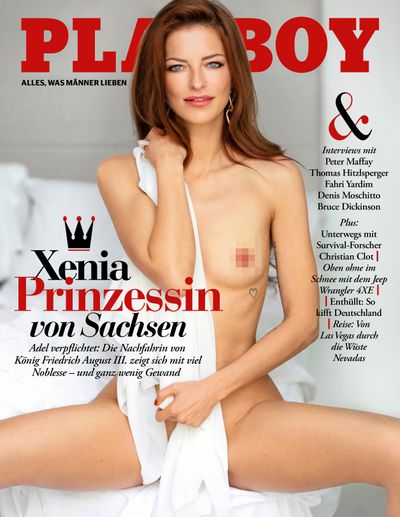 PLAYBOY
ALLES, WAS MÄNNER LIEBEN
&
Interviews mit
Peter Maffay
Thomas Hitzlsperger
Fahri Yardim
Denis Moschitto
Bruce Dickinson
Plus:
Unterwegs mit
Survival-Forscher
Christian Clot |
Oben ohne im
Schnee mit dem Jeep
Wrangler 4XE |
| Enthüllt: So
kifft Deutschland
| Reise: Von
Las Vegas durch
die Wüste
Nevadas
Xenia
Prinzessin
von Sachsen
Adel verpflichtet: Die Nachfahrin von
König Friedrich August III. zeigt sich mit viel
Noblesse – und ganz wenig Gewand